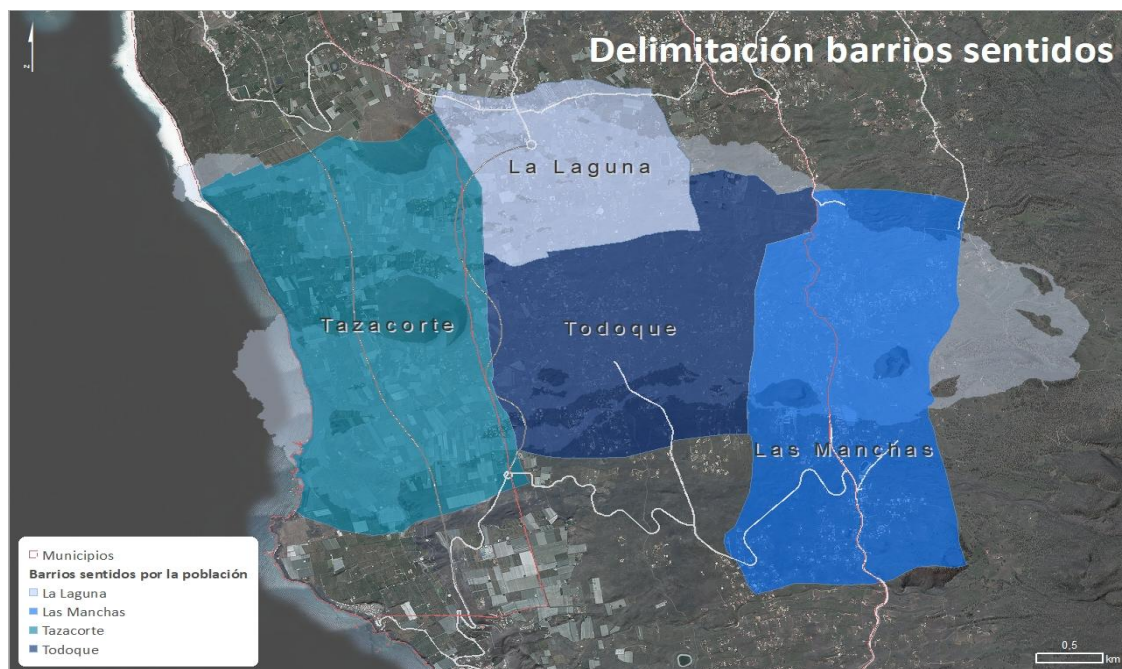 Delimitación barrios sentidos
z
La Laguna
Tazacorte
Todoque
Las Manchas
Municipios
Barrios sentidos por la población
La Laguna
Las Manchas
Tazacorte
Todoque
0,5
km